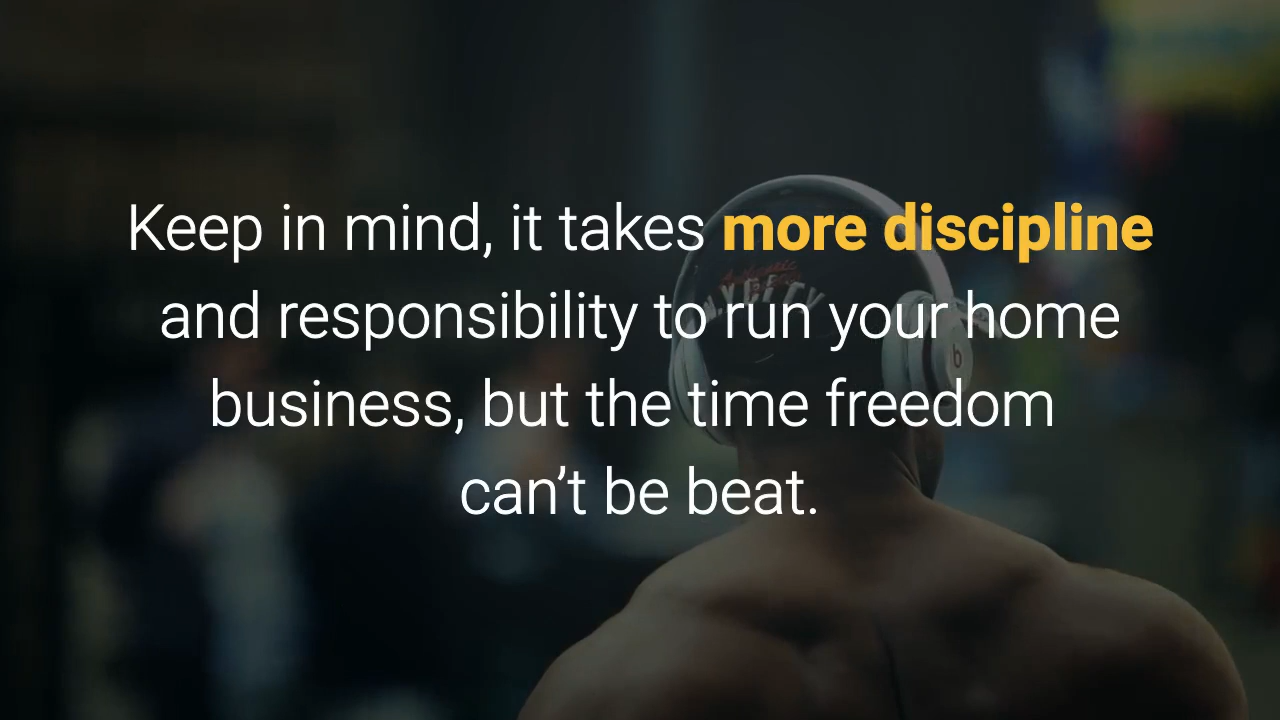 Keep in mind, it takes more discipline
and responsibility to run your home
business, but the time freedom
can’t be beat.
b